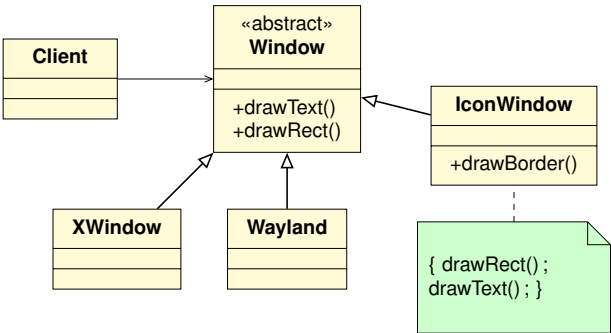 «abstract»
Window
Client
+drawText()
+drawRect()
IconWindow
+drawBorder()
XWindow
Wayland
{ drawRect() ;
drawText() ; }